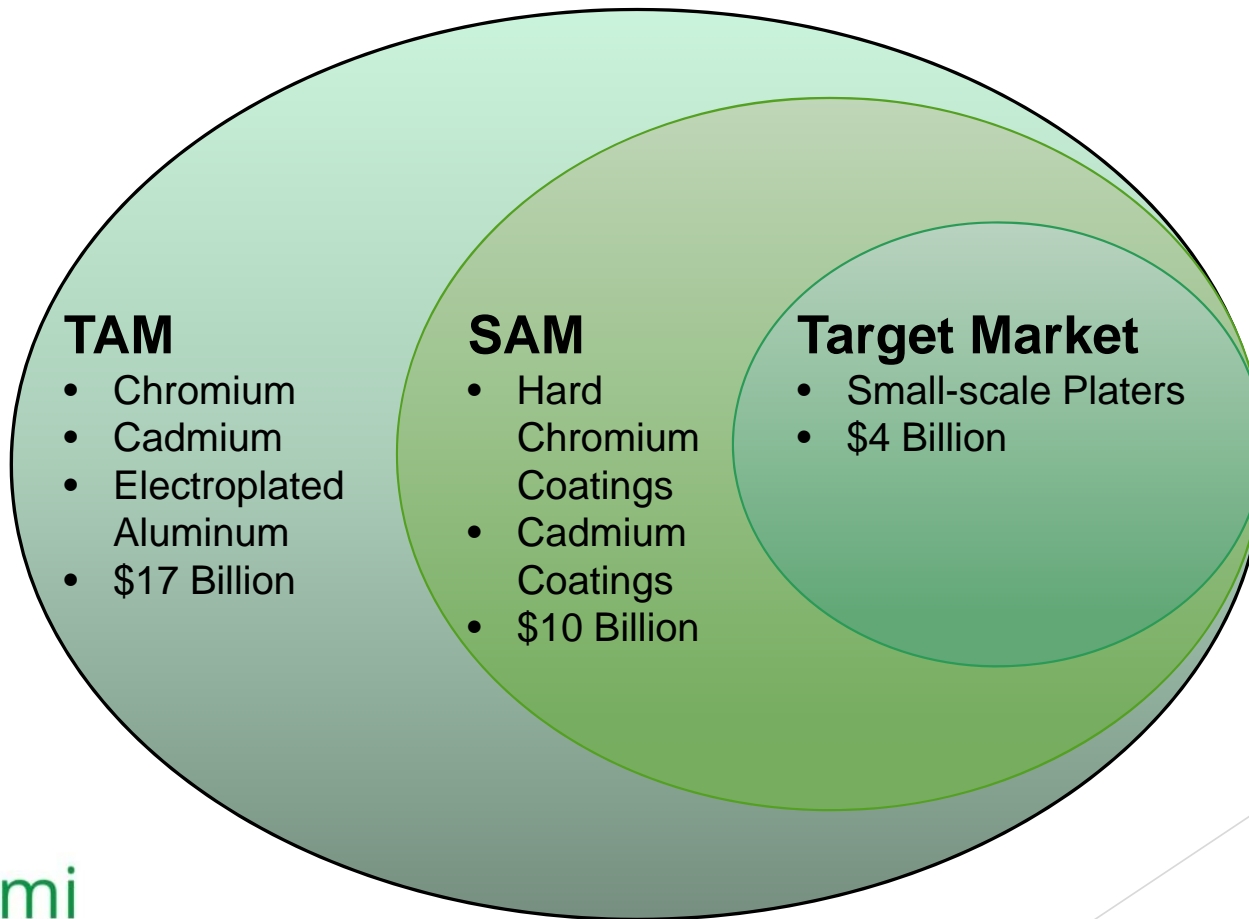 TAM
• Chromium
• Cadmium
• Electroplated
Aluminum
• $17 Billion
SAM
• Hard
Chromium
Coatings
• Cadmium
Coatings
• $10 Billion
Target Market
• Small-scale Platers
• $4 Billion
mi